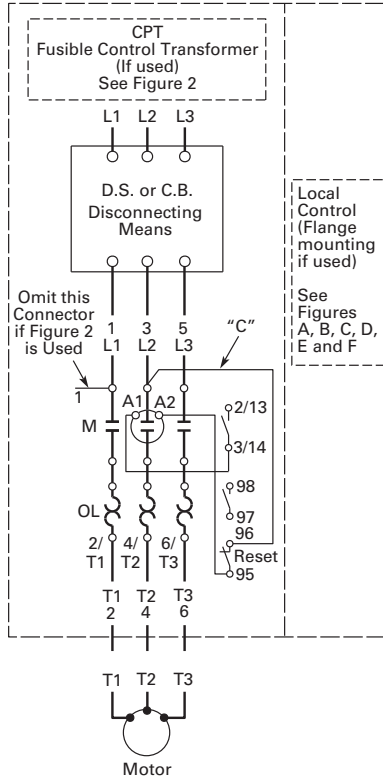 CPT
Fusible Control Transformer
(If used)
See Figure 2
L1 L2 L3
D.S. or C.B.
Disconnecting
Means
Local
Control
(Flange
mounting
if used)
See
Figures
A, B, C, D,
E and F
Omit this
Connector
if Figure 2
is Used
1 3 5
L1 L2 L3
"C"
1
A1 A2
2/13
M
3/14
98
OL
97
96
2/ 4/ 6/
T1 T2 T3
Reset
95
T1 T2 T3
2 4 6
T1 T2 T3
Motor